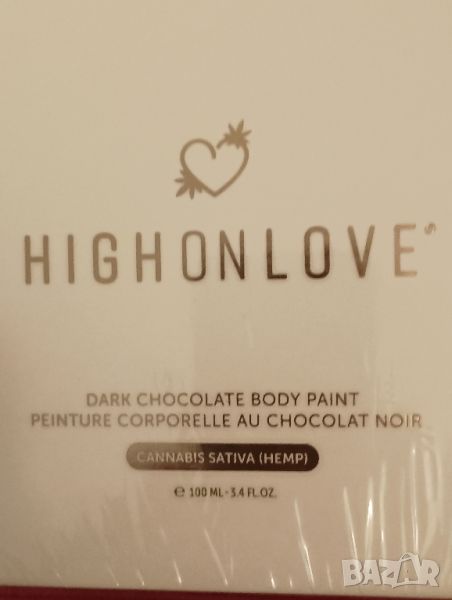 HIGHONLOVE®
DARK CHOCOLATE BODY PAINT
PEINTURE CORPORELLE AU CHOCOLAT NOIR
CANNABIS SATIVA (HEMP)
℮ 100 ML - 3.4 FL.OZ.
BAZAR